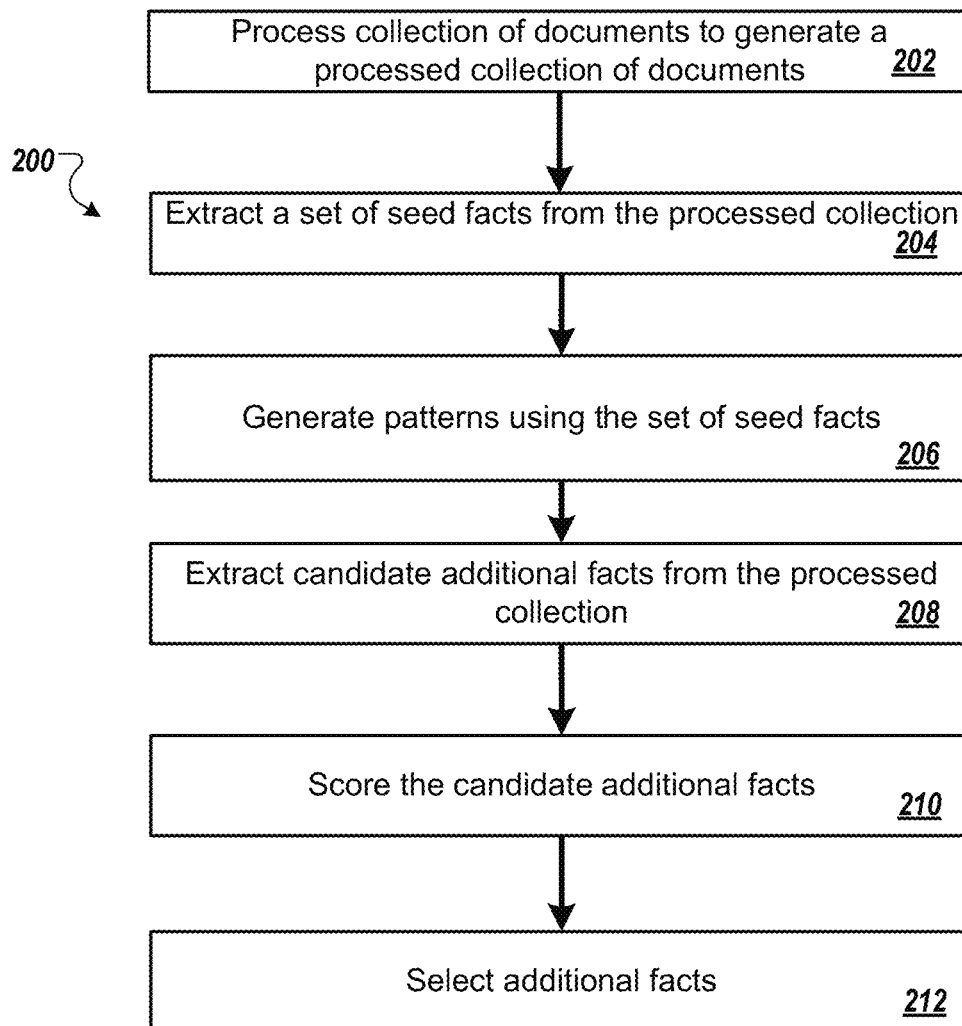 Process collection of documents to generate a
processed collection of documents 202
200
Extract a set of seed facts from the processed collection
204
Generate patterns using the set of seed facts
206
Extract candidate additional facts from the processed
collection 208
Score the candidate additional facts
210
Select additional facts
212